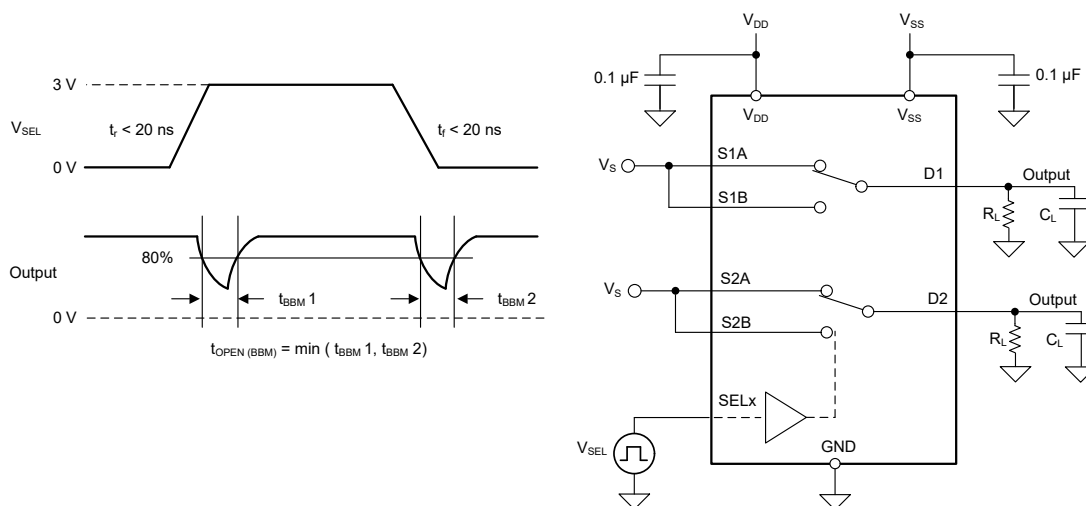 3 V
V_SEL
t_r < 20 ns
t_f < 20 ns
0 V
80%
Output
t_BBM 1
t_BBM 2
0 V
t_OPEN (BBM) = min ( t_BBM 1, t_BBM 2)
V_DD
V_SS
0.1 µF
0.1 µF
V_DD
V_SS
V_S
S1A
D1
Output
S1B
R_L
C_L
V_S
S2A
D2
Output
S2B
R_L
C_L
SELx
V_SEL
GND